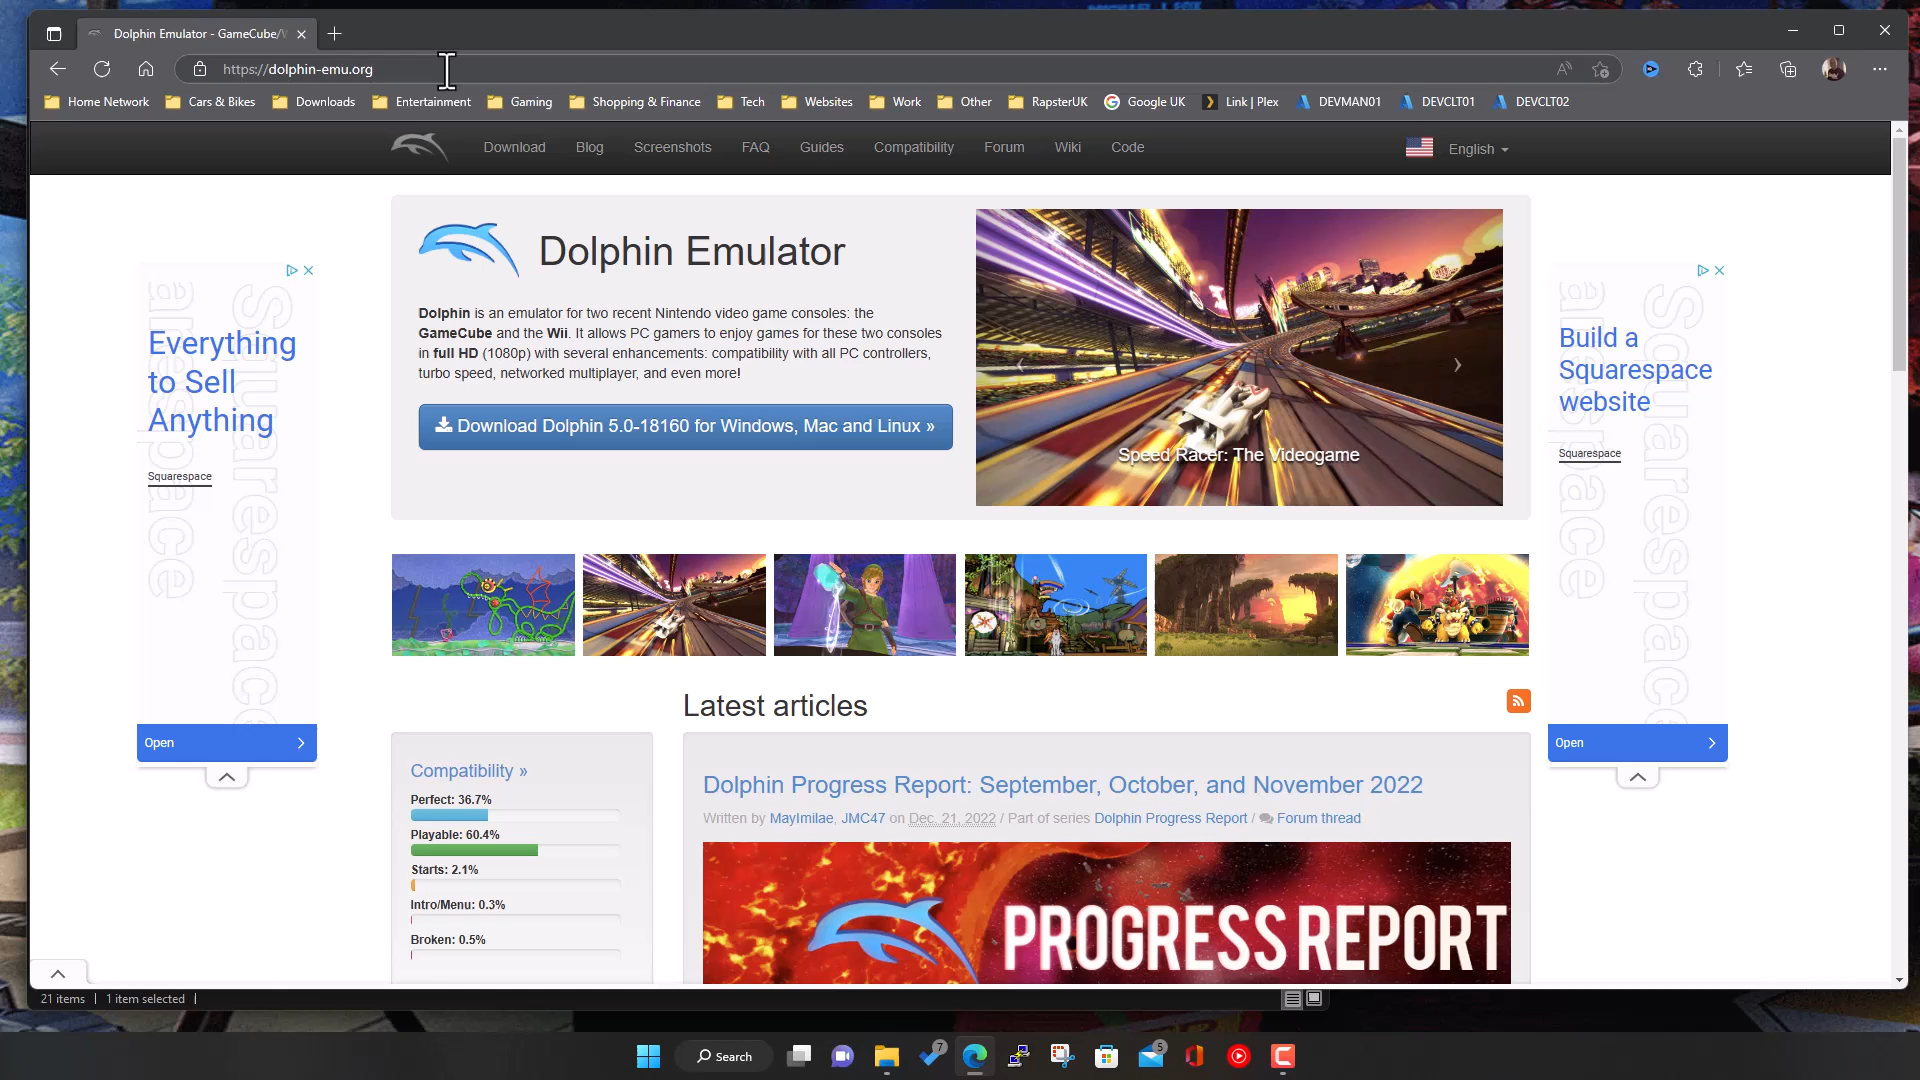 Dolphin Emulator - GameCube/W
https://dolphin-emu.org
Home Network Cars & Bikes Downloads Entertainment Gaming Shopping & Finance Tech Websites Work Other RapsterUK Google UK Link | Plex DEVMAN01 DEVCLT01 DEVCLT02
Download Blog Screenshots FAQ Guides Compatibility Forum Wiki Code English
Dolphin Emulator
Dolphin is an emulator for two recent Nintendo video game consoles: the
GameCube and the Wii. It allows PC gamers to enjoy games for these two consoles
in full HD (1080p) with several enhancements: compatibility with all PC controllers,
turbo speed, networked multiplayer, and even more!
Download Dolphin 5.0-18160 for Windows, Mac and Linux »
Speed Racer: The Videogame
Everything
to Sell
Anything
Squarespace
Squarespace
Open
Build a
Squarespace
website
Squarespace
Squarespace
Open
Latest articles
Compatibility »
Perfect: 36.7%
Playable: 60.4%
Starts: 2.1%
Intro/Menu: 0.3%
Broken: 0.5%
Dolphin Progress Report: September, October, and November 2022
Written by MayImilae, JMC47 on Dec. 21, 2022 / Part of series Dolphin Progress Report / Forum thread
PROGRESS REPORT
21 items | 1 item selected |
Search
7
5